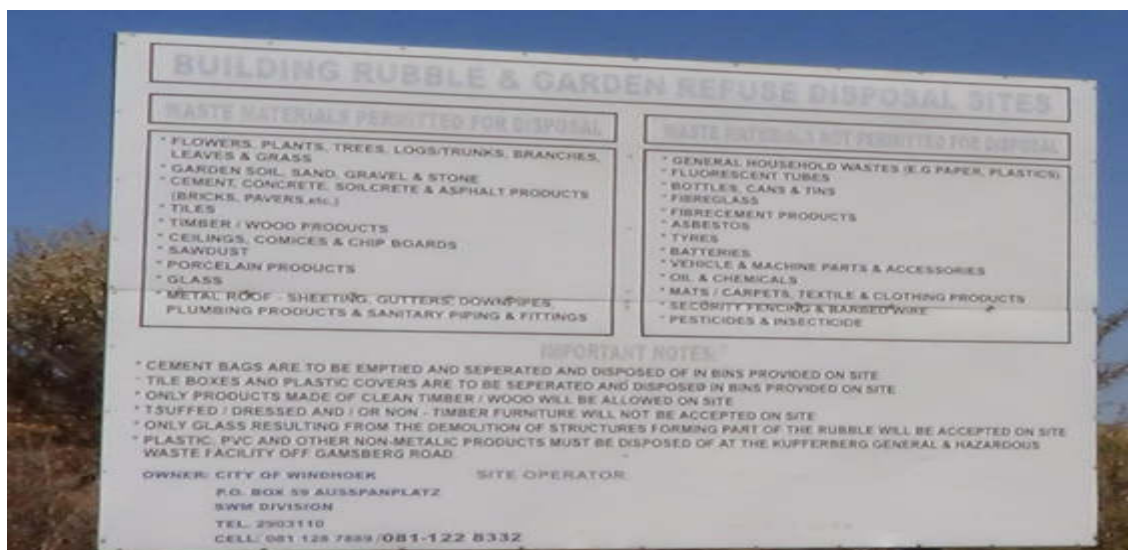 BUILDING RUBBLE & GARDEN REFUSE DISPOSAL SITES
WASTE MATERIALS PERMITTED FOR DISPOSAL
* FLOWERS, PLANTS, TREES, LOGS/TRUNKS, BRANCHES,
LEAVES & GRASS
* GARDEN SOIL, SAND, GRAVEL & STONE
* CEMENT, CONCRETE, SOILCRETE & ASPHALT PRODUCTS
(BRICKS, PAVERS,etc.)
* TILES
* TIMBER / WOOD PRODUCTS
* CEILINGS, COMICES & CHIP BOARDS
* SAWDUST
* PORCELAIN PRODUCTS
* GLASS
* METAL ROOF - SHEETING, GUTTERS, DOWNPIPES,
PLUMBING PRODUCTS & SANITARY PIPING & FITTINGS
WASTE MATERIALS NOT PERMITTED FOR DISPOSAL
* GENERAL HOUSEHOLD WASTES (E.G PAPER, PLASTICS)
* FLUORESCENT TUBES
* BOTTLES, CANS & TINS
* FIBREGLASS
* FIBRECEMENT PRODUCTS
* ASBESTOS
* TYRES
* BATTERIES
* VEHICLE & MACHINE PARTS & ACCESSORIES
* OIL & CHEMICALS
* MATS / CARPETS, TEXTILE & CLOTHING PRODUCTS
* SECORITY FENCING & BARBED WIRE
* PESTICIDES & INSECTICIDE
IMPORTANT NOTES:
* CEMENT BAGS ARE TO BE EMPTIED AND SEPERATED AND DISPOSED OF IN BINS PROVIDED ON SITE
* TILE BOXES AND PLASTIC COVERS ARE TO BE SEPERATED AND DISPOSED IN BINS PROVIDED ON SITE
* ONLY PRODUCTS MADE OF CLEAN TIMBER / WOOD WILL BE ALLOWED ON SITE
* TSUFFED / DRESSED AND / OR NON - TIMBER FURNITURE WILL NOT BE ACCEPTED ON SITE
* ONLY GLASS RESULTING FROM THE DEMOLITION OF STRUCTURES FORMING PART OF THE RUBBLE WILL BE ACCEPTED ON SITE
* PLASTIC, PVC AND OTHER NON-METALIC PRODUCTS MUST BE DISPOSED OF AT THE KUPFERBERG GENERAL & HAZARDOUS
WASTE FACILITY OFF GAMSBERG ROAD.
OWNER: CITY OF WINDHOEK SITE OPERATOR
P.O. BOX 59 AUSSPANPLATZ
SWM DIVISION
TEL. 2903110
CELL: 081 128 7889 /081-122 8332